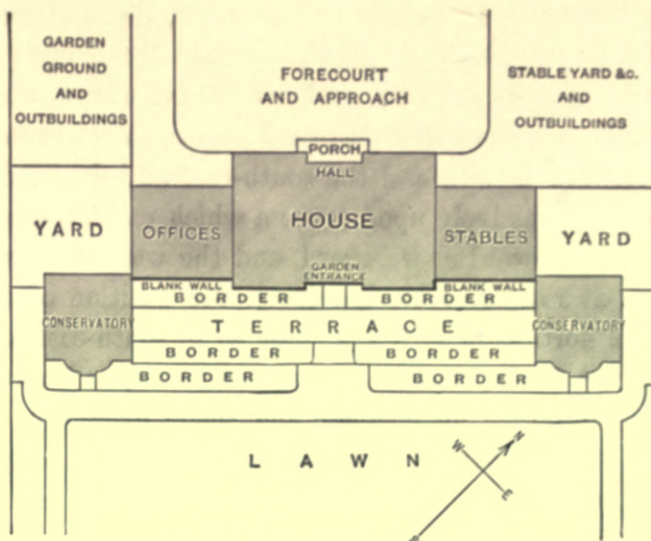 GARDEN
GROUND
AND
OUTBUILDINGS
FORECOURT
AND APPROACH
STABLE YARD &c.
AND
OUTBUILDINGS
PORCH
HALL
YARD
OFFICES
HOUSE
STABLES
YARD
GARDEN
ENTRANCE
BLANK WALL
BLANK WALL
BORDER
BORDER
CONSERVATORY
TERRACE
CONSERVATORY
BORDER
BORDER
BORDER
BORDER
LAWN
N
W
E